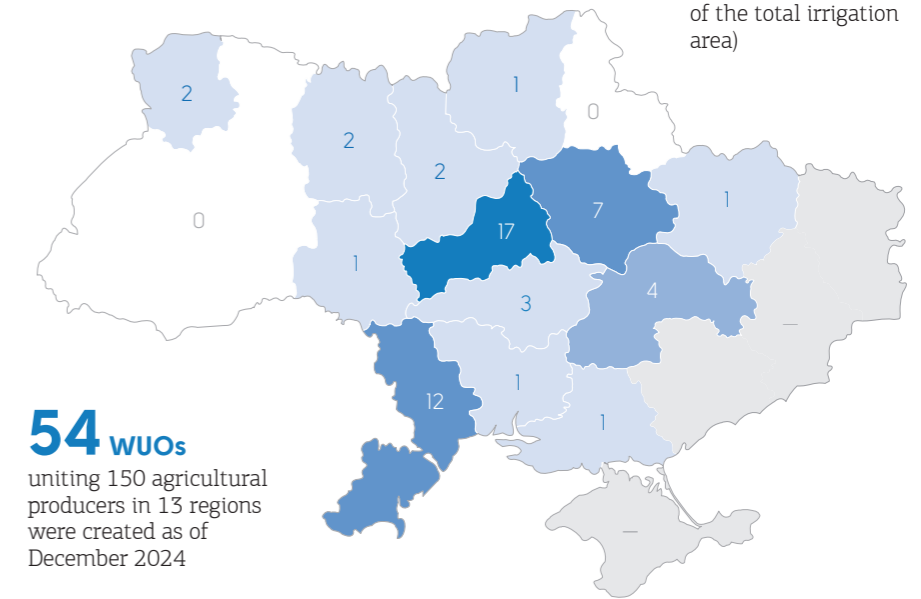 of the total irrigation
area)
1
2
0
2
2
1
7
17
0
1
4
3
1
12
1
–
–
54 WUOs
uniting 150 agricultural
producers in 13 regions
were created as of
December 2024